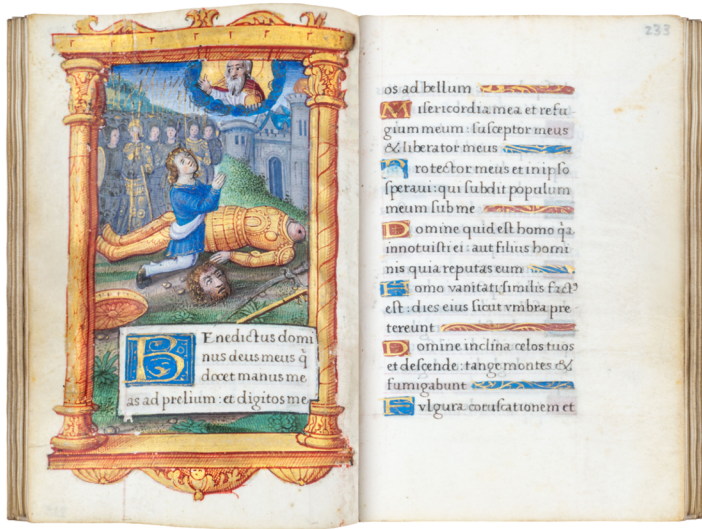 BEnedictus domi
nus deus meus q̃
docet manus me
as ad prelium : et digitos me
233
os ad bellum
Misericordia mea et refu
gium meum : susceptor meus
& liberator meus
Protector meus et in ipso
speraui : qui subdit populum
meum sub me
Domine quid est homo q̃a
innotuisti ei : aut filius homi
nis quia reputas eum
Homo vanitati similis factꝰ
est : dies eius sicut vmbra pre
tereunt
Domine inclina celos tuos
et descende : tange montes &
fumigabunt
Fulgura coruscationem et